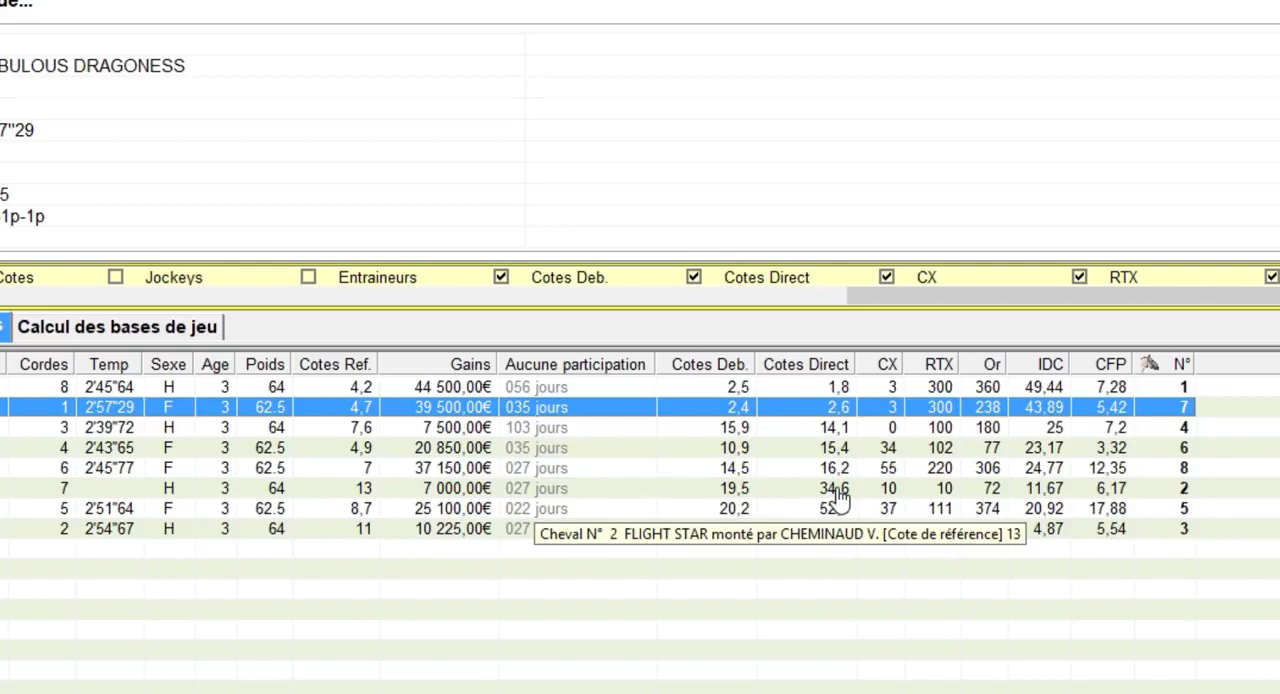 de...
BULOUS DRAGONESS
7"29
5
1p-1p
Cotes Jockeys Entraineurs Cotes Deb. Cotes Direct CX RTX
Calcul des bases de jeu
Cordes Temp Sexe Age Poids Cotes Ref. Gains Aucune participation Cotes Deb. Cotes Direct CX RTX Or IDC CFP N°
8 2'45"64 H 3 64 4,2 44 500,00€ 056 jours 2,5 1,8 3 300 360 49,44 7,28 1
1 2'57"29 F 3 62.5 4,7 39 500,00€ 035 jours 2,4 2,6 3 300 238 43,89 5,42 7
3 2'39"72 H 3 64 7,6 7 500,00€ 103 jours 15,9 14,1 0 100 180 25 7,2 4
4 2'43"65 F 3 62.5 4,9 20 850,00€ 035 jours 10,9 15,4 34 102 77 23,17 3,32 6
6 2'45"77 F 3 62.5 7 37 150,00€ 027 jours 14,5 16,2 55 220 306 24,77 12,35 8
7 H 3 64 13 7 000,00€ 027 jours 19,5 34,6 10 10 72 11,67 6,17 2
5 2'51"64 F 3 62.5 8,7 25 100,00€ 022 jours 20,2 37 111 374 20,92 17,88 5
2 2'54"67 H 3 64 11 10 225,00€ 027 4,87 5,54 3
Cheval N° 2 FLIGHT STAR monté par CHEMINAUD V. [Cote de référence] 13